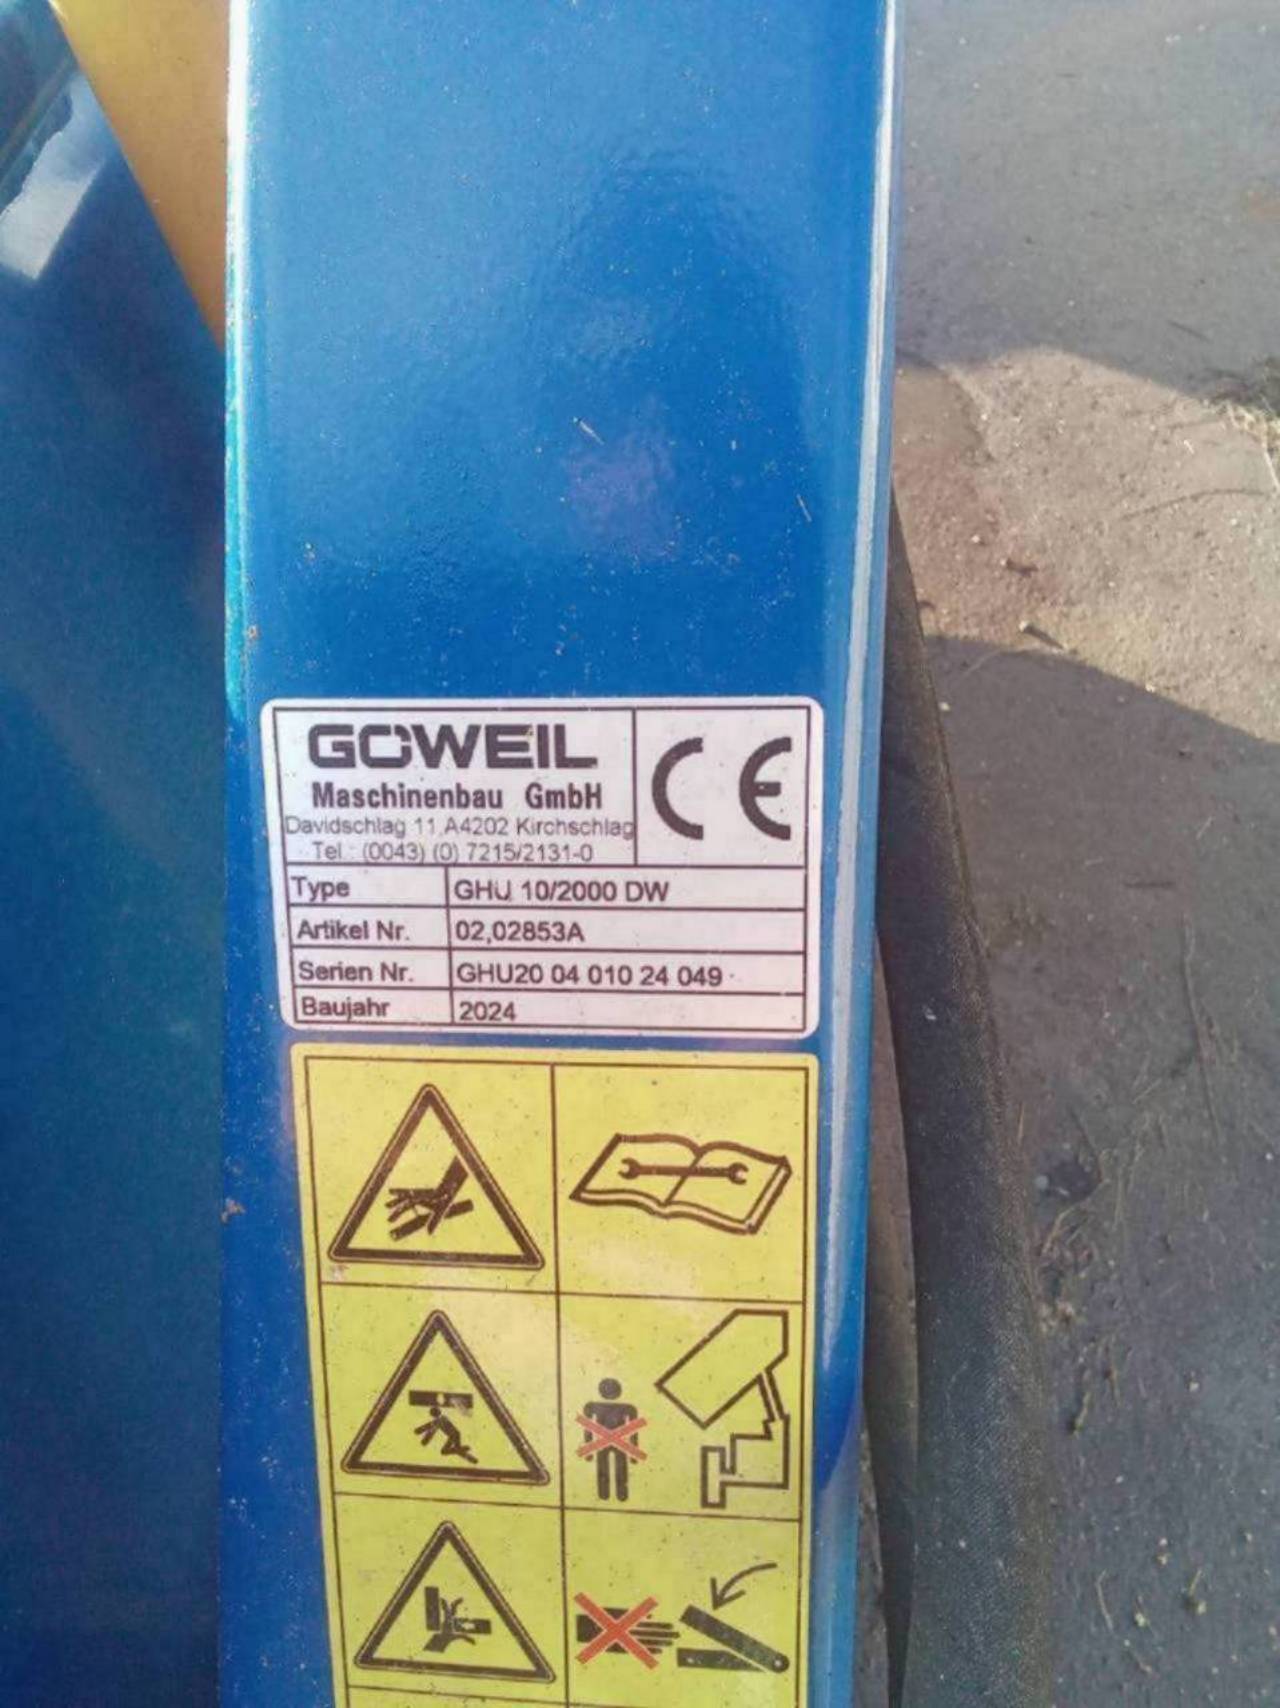 GÖWEIL
Maschinenbau GmbH
Davidschlag 11,A4202 Kirchschlag
Tel.: (0043) (0) 7215/2131-0
CE
Type GHU 10/2000 DW
Artikel Nr. 02,02853A
Serien Nr. GHU20 04 010 24 049
Baujahr 2024